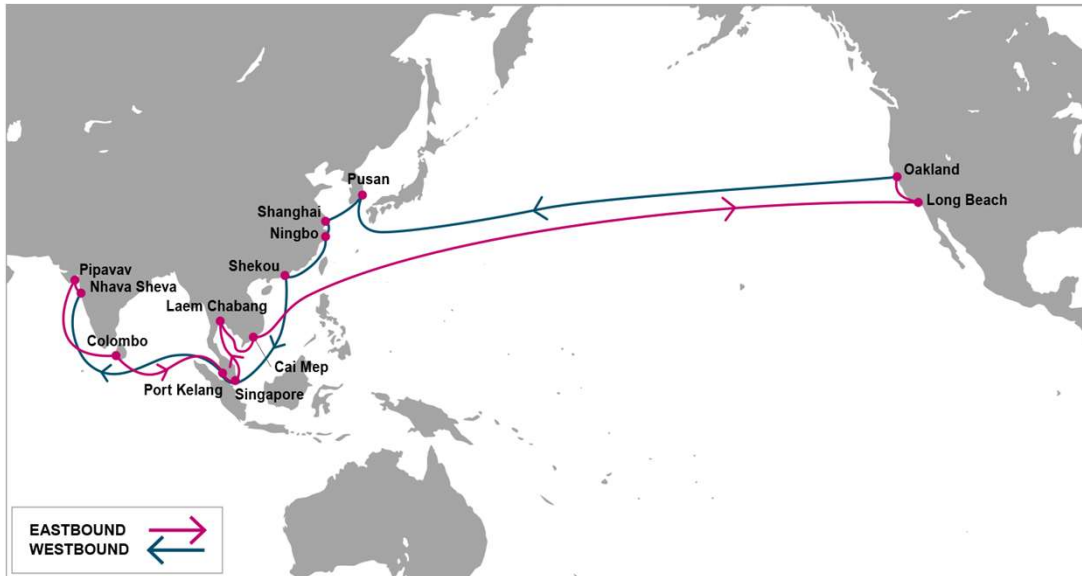 Oakland
Pusan
Long Beach
Shanghai
Ningbo
Shekou
Pipavav
Nhava Sheva
Laem Chabang
Colombo
Cai Mep
Port Kelang
Singapore
EASTBOUND
WESTBOUND